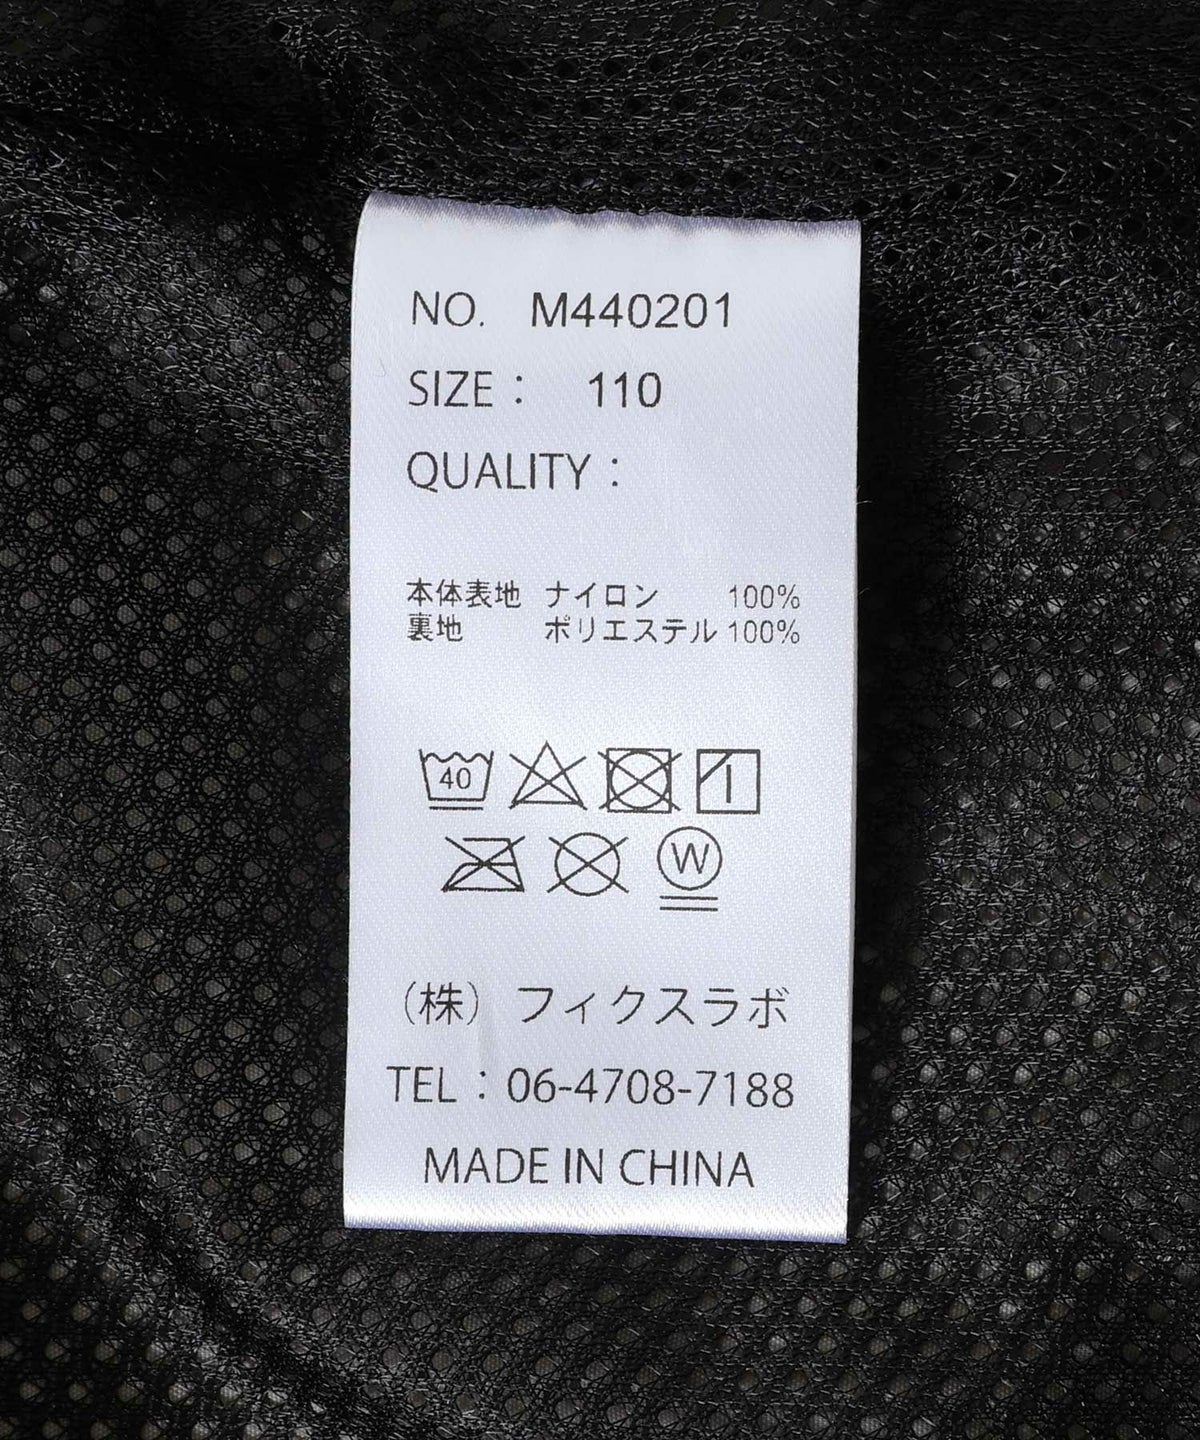 NO. M440201
SIZE： 110
QUALITY：
本体表地 ナイロン 100%
裏地 ポリエステル 100%
40
W
（株）フィクスラボ
TEL：06-4708-7188
MADE IN CHINA